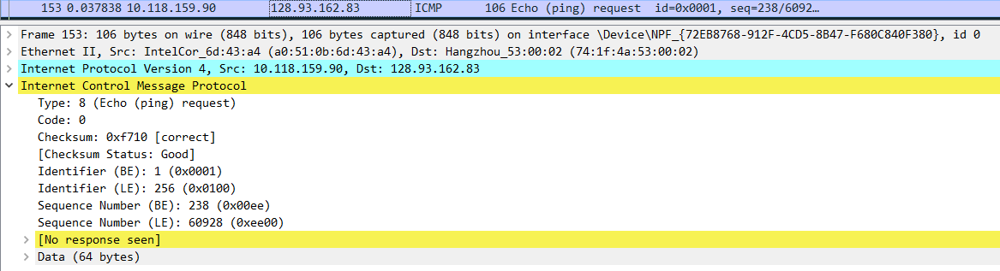 153 0.037838 10.118.159.90 128.93.162.83 ICMP 106 Echo (ping) request id=0x0001, seq=238/6092…
Frame 153: 106 bytes on wire (848 bits), 106 bytes captured (848 bits) on interface \Device\NPF_{72EB8768-912F-4CD5-8B47-F680C840F380}, id 0
Ethernet II, Src: IntelCor_6d:43:a4 (a0:51:0b:6d:43:a4), Dst: Hangzhou_53:00:02 (74:1f:4a:53:00:02)
Internet Protocol Version 4, Src: 10.118.159.90, Dst: 128.93.162.83
Internet Control Message Protocol
Type: 8 (Echo (ping) request)
Code: 0
Checksum: 0xf710 [correct]
[Checksum Status: Good]
Identifier (BE): 1 (0x0001)
Identifier (LE): 256 (0x0100)
Sequence Number (BE): 238 (0x00ee)
Sequence Number (LE): 60928 (0xee00)
[No response seen]
Data (64 bytes)